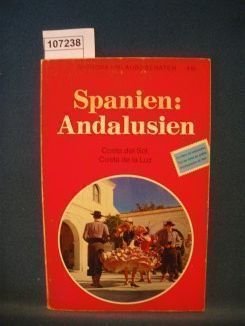 107238
Spanien:
Andalusien
Costa del Sol,
Costa de la Luz